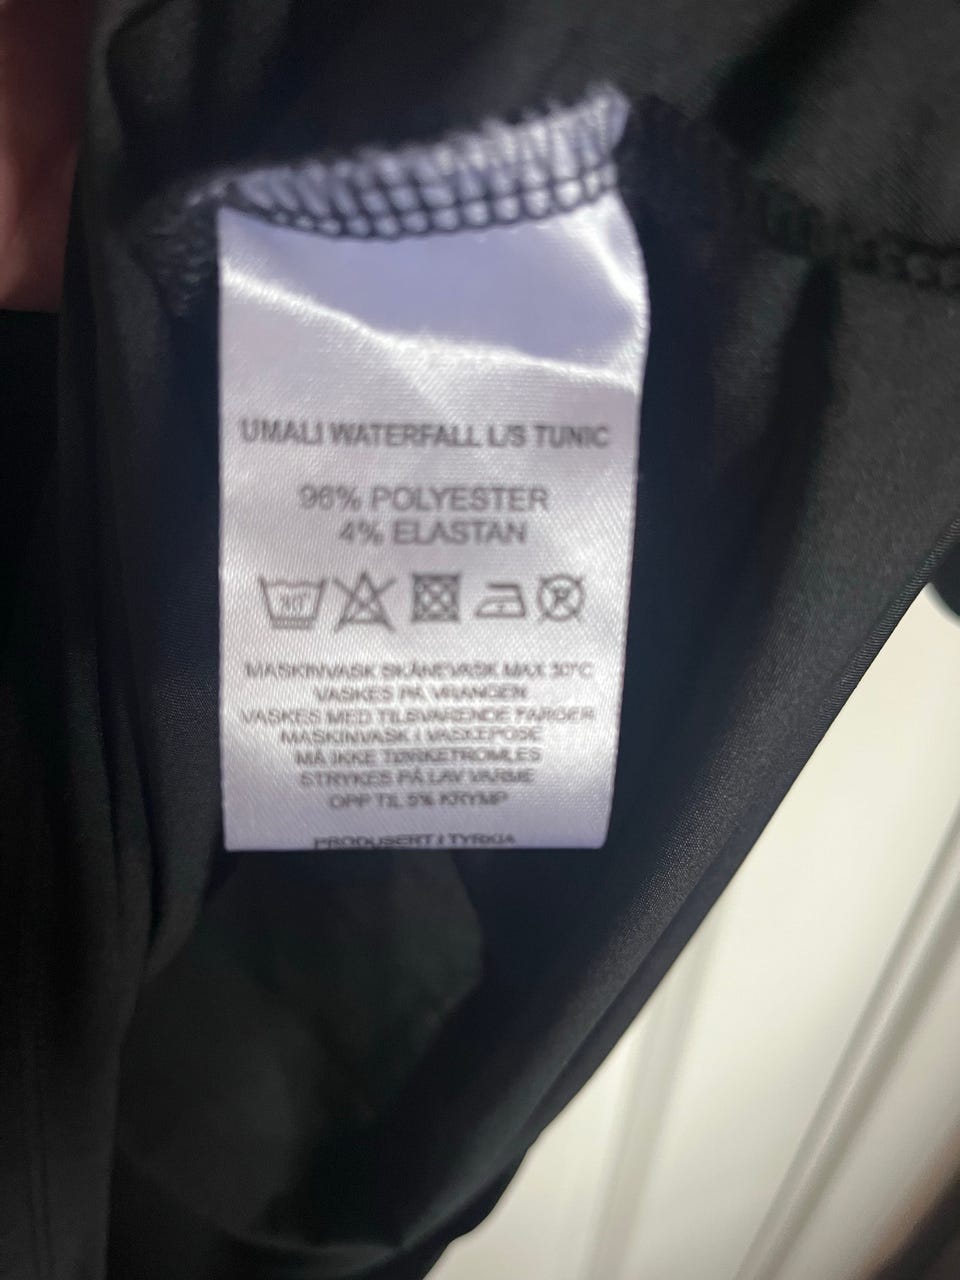 UMALI WATERFALL L/S TUNIC
96% POLYESTER
4% ELASTAN
30°
P
MASKINVASK SKÅNEVASK MAX 30°C
VASKES PÅ VRANGEN
VASKES MED TILSVARENDE FARGER
MASKINVASK I VASKEPOSE
MÅ IKKE TØRKETROMLES
STRYKES PÅ LAV VARME
OPP TIL 5% KRYMP
PRODUSERT I TYRKIA